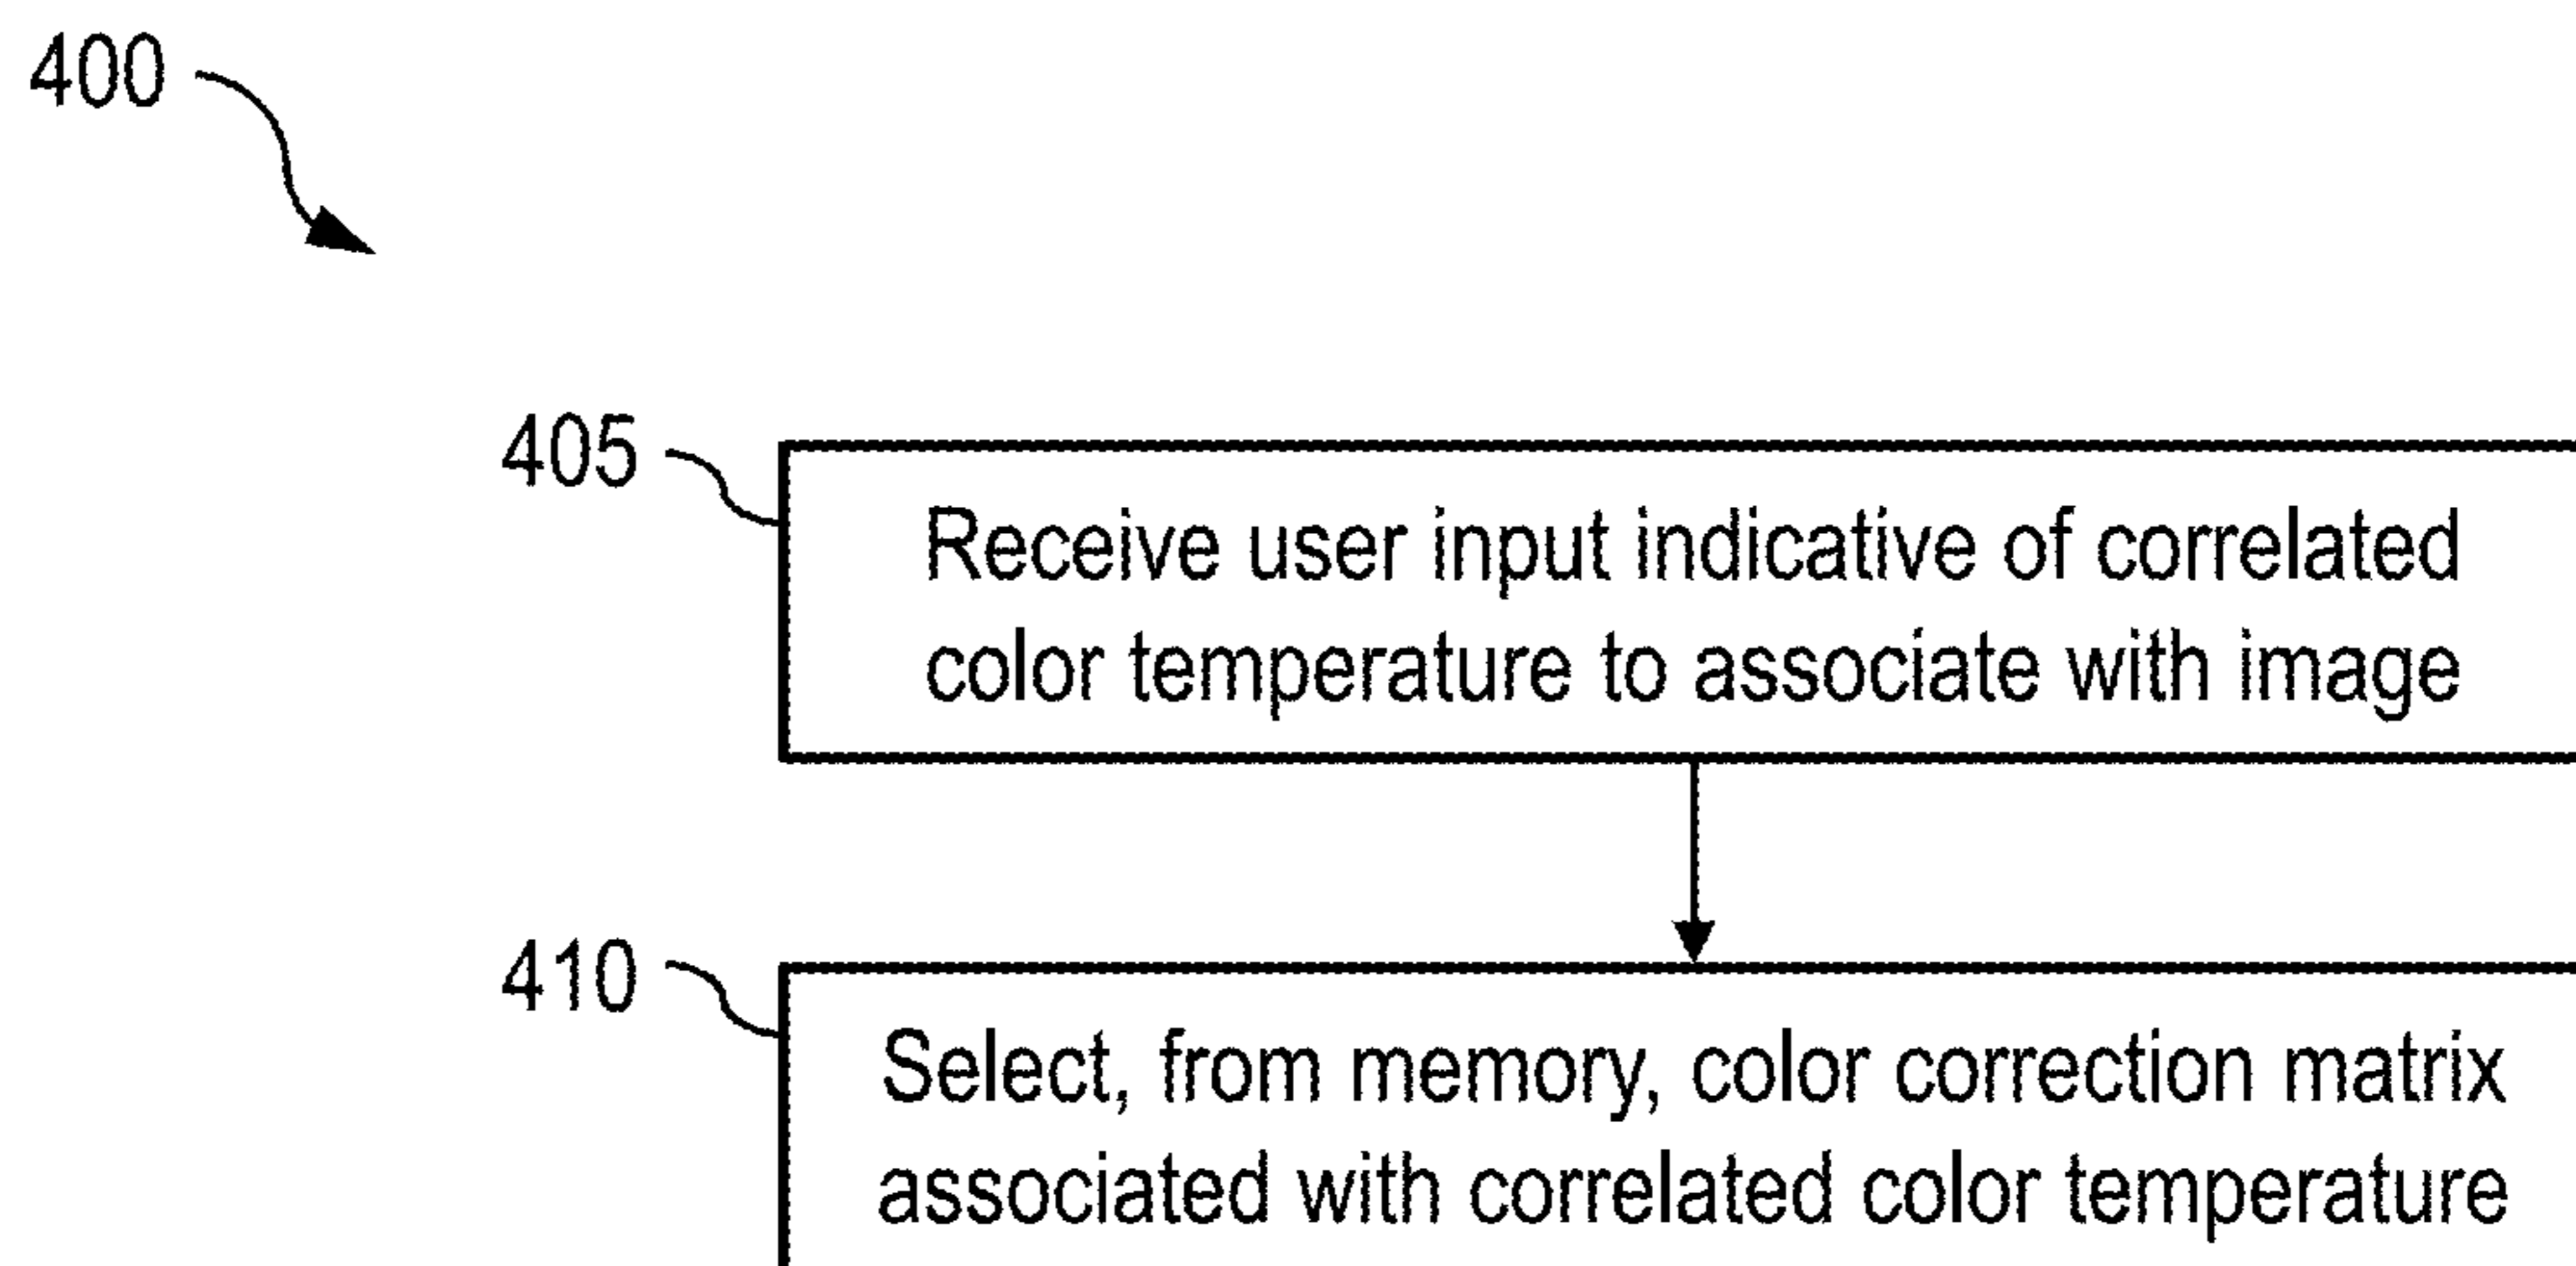 400
405
Receive user input indicative of correlated
color temperature to associate with image
410
Select, from memory, color correction matrix
associated with correlated color temperature